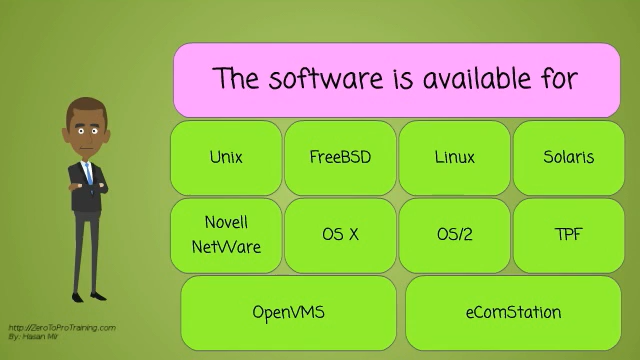 The software is available for
Unix
FreeBSD
Linux
Solaris
Novell
NetWare
OS X
OS/2
TPF
OpenVMS
eComStation
http://ZeroToProTraining.com
By: Hasan Mir